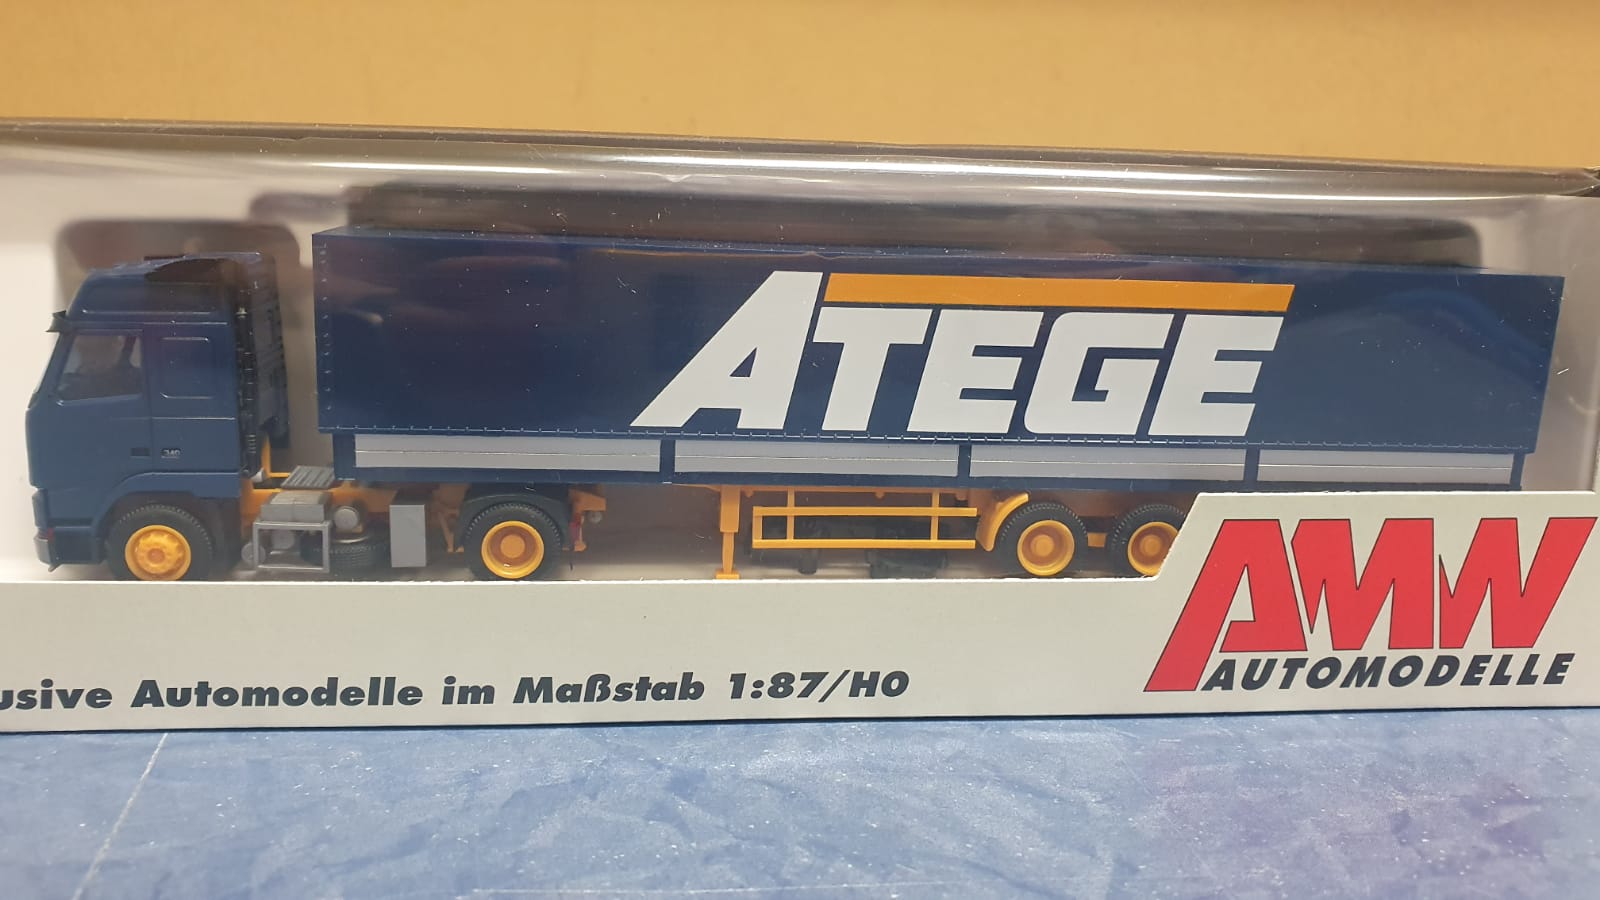 ATEGE
340
AMW
AUTOMODELLE
usive Automodelle im Maßstab 1:87/H0